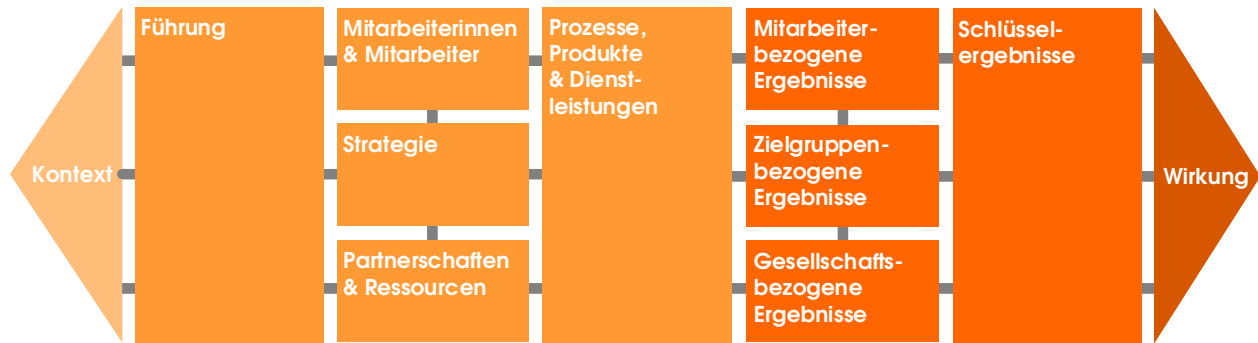 Kontext
Führung
Mitarbeiterinnen
& Mitarbeiter
Strategie
Partnerschaften
& Ressourcen
Prozesse,
Produkte
& Dienst-
leistungen
Mitarbeiter-
bezogene
Ergebnisse
Zielgruppen-
bezogene
Ergebnisse
Gesellschafts-
bezogene
Ergebnisse
Schlüssel-
ergebnisse
Wirkung